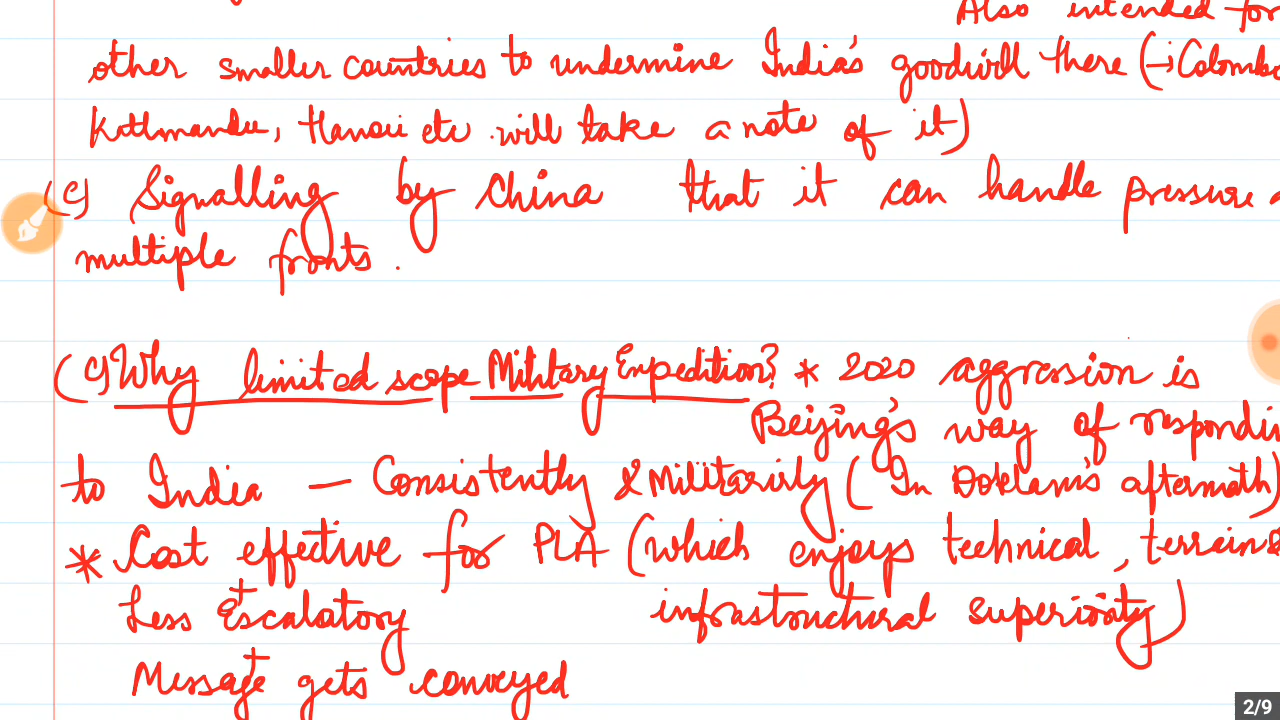 Also intended for
other smaller countries to undermine India's goodwill there (→ Colombo
Kathmandu, Hanoi etc. will take a note of it)
(c) Signalling by China that it can handle pressure
multiple fronts.
(c) Why limited scope Military Expedition? * 2020 aggression is
Beijing's way of respondin
to India — Consistently & Militarily (In Doklam's aftermath)
* Cost effective for PLA (which enjoys technical, terrain &
+
Less Escalatory infrastructural superiority)
+
Message gets conveyed
2/9